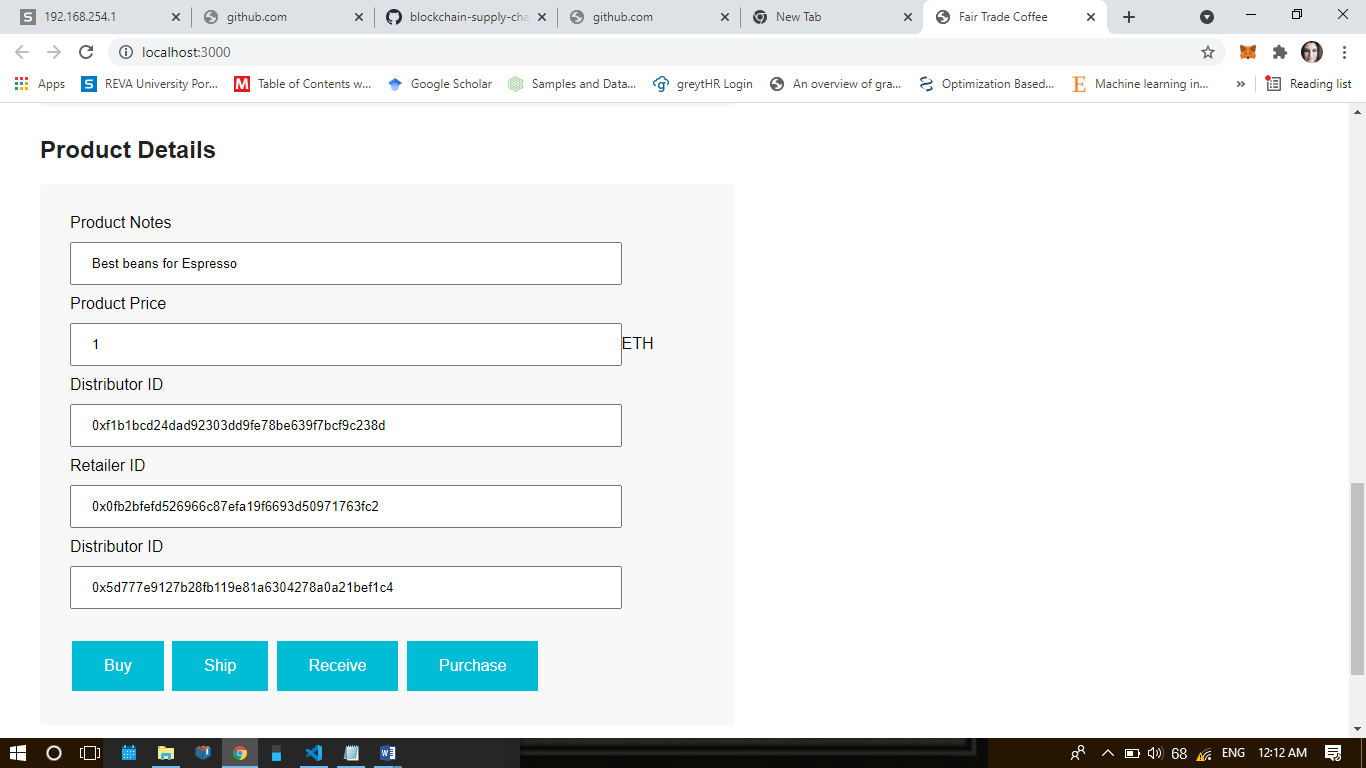 192.168.254.1
github.com
blockchain-supply-cha
github.com
New Tab
Fair Trade Coffee
localhost:3000
Apps
REVA University Por...
Table of Contents w...
Google Scholar
Samples and Data...
greytHR Login
An overview of gra...
Optimization Based...
Machine learning in...
»
Reading list
Product Details
Product Notes
Best beans for Espresso
Product Price
1
ETH
Distributor ID
0xf1b1bcd24dad92303dd9fe78be639f7bcf9c238d
Retailer ID
0x0fb2bfefd526966c87efa19f6693d50971763fc2
Distributor ID
0x5d777e9127b28fb119e81a6304278a0a21bef1c4
Buy
Ship
Receive
Purchase
68
ENG
12:12 AM